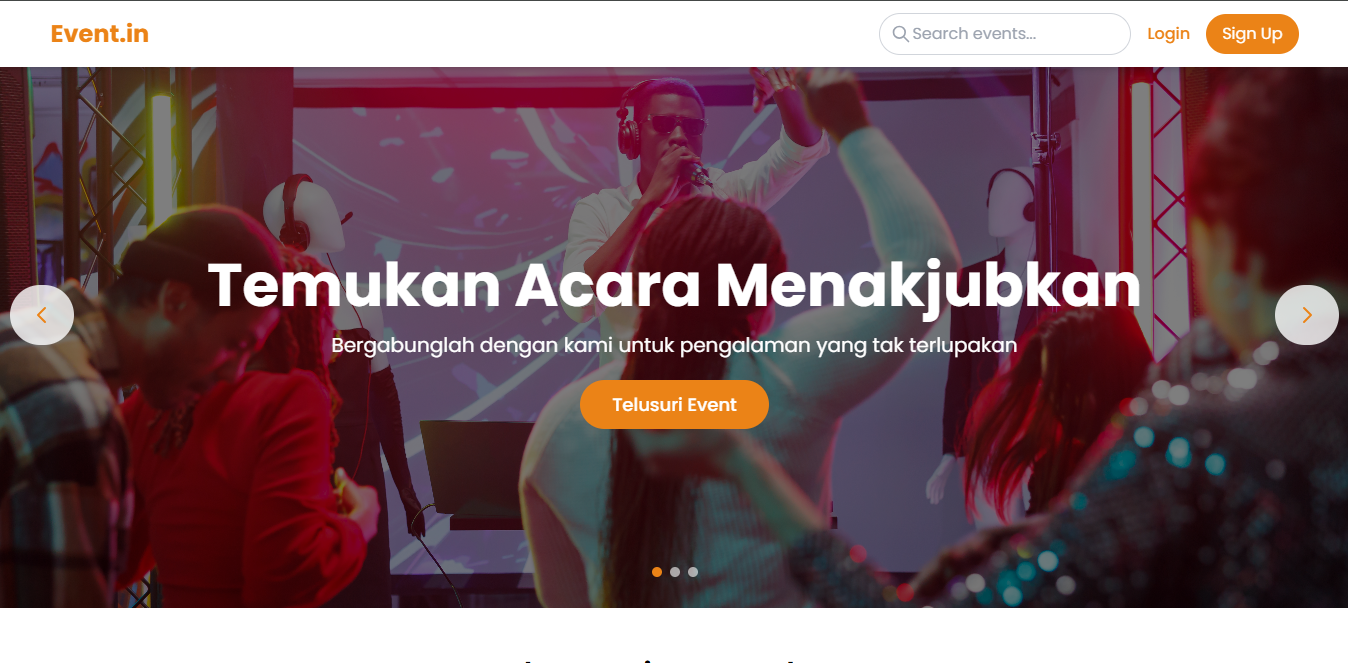 Event.in
Search events...
Login
Sign Up
Temukan Acara Menakjubkan
Bergabunglah dengan kami untuk pengalaman yang tak terlupakan
Telusuri Event